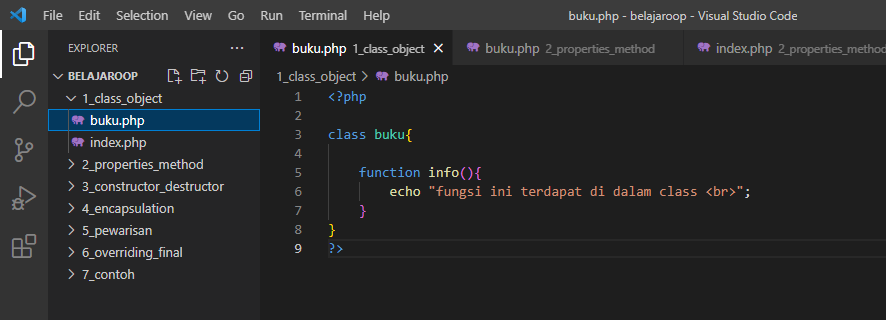 File Edit Selection View Go Run Terminal Help buku.php - belajaroop - Visual Studio Code
EXPLORER
BELAJAROOP
1_class_object
buku.php
index.php
2_properties_method
3_constructor_destructor
4_encapsulation
5_pewarisan
6_overriding_final
7_contoh
buku.php 1_class_object buku.php 2_properties_method index.php 2_properties_method
1_class_object > buku.php
1 <?php
2
3 class buku{
4
5 function info(){
6 echo "fungsi ini terdapat di dalam class <br>";
7 }
8 }
9 ?>